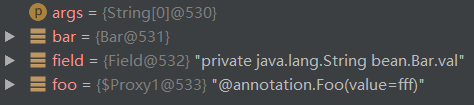 p args = {String[0]@530}
bar = {Bar@531}
field = {Field@532} "private java.lang.String bean.Bar.val"
foo = {$Proxy1@533} "@annotation.Foo(value=fff)"